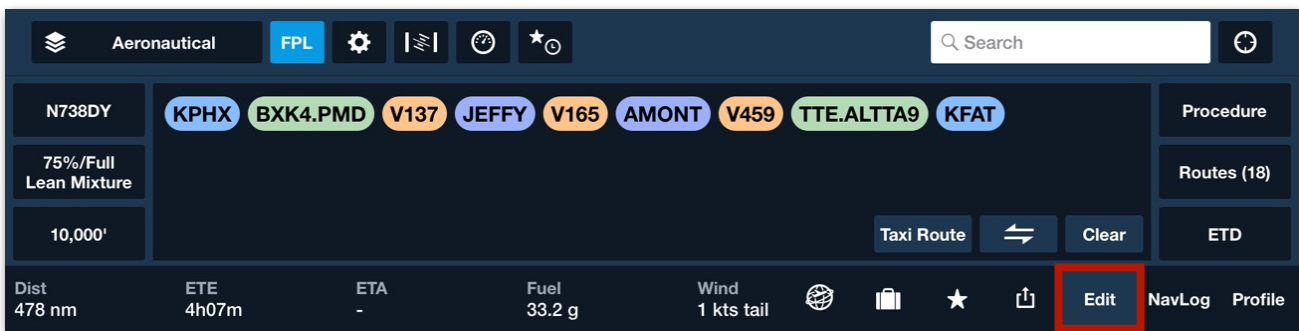 Aeronautical FPL Search
N738DY
KPHX BXK4.PMD V137 JEFFY V165 AMONT V459 TTE.ALTTA9 KFAT
Procedure
75%/Full
Lean Mixture
Routes (18)
10,000'
Taxi Route Clear
ETD
Dist ETE ETA Fuel Wind
478 nm 4h07m - 33.2 g 1 kts tail
Edit NavLog Profile